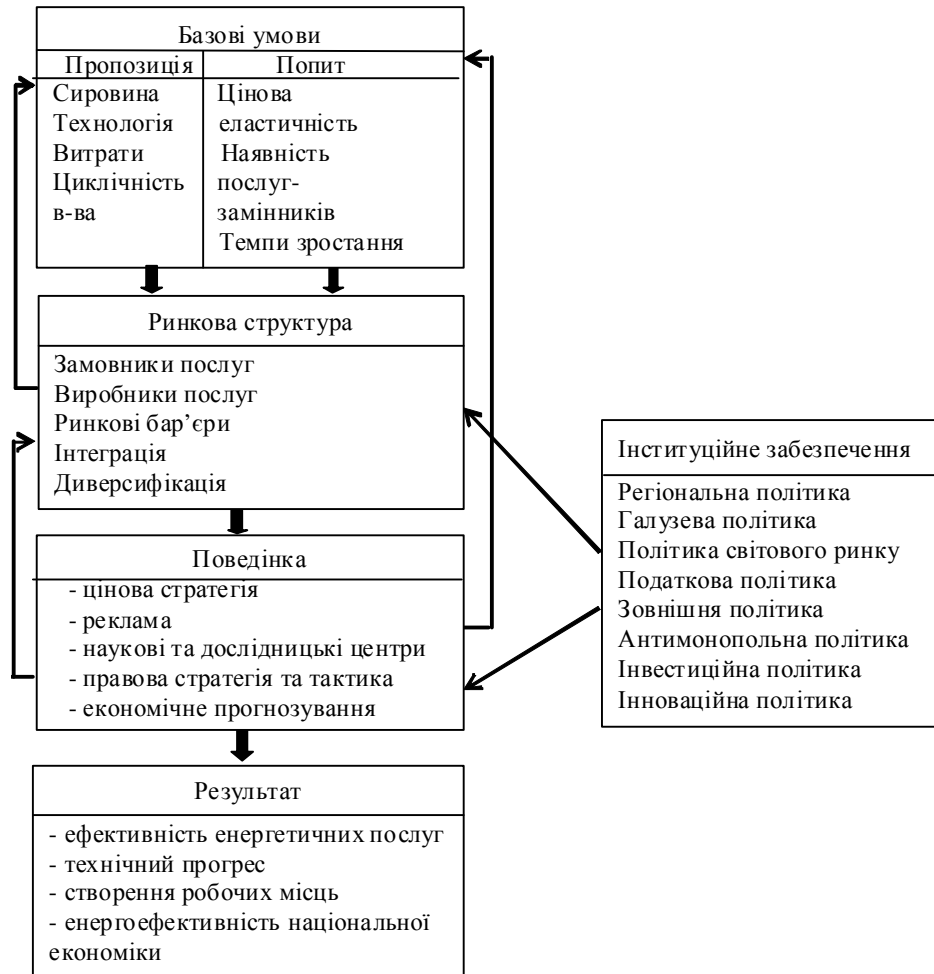 Базові умови
Пропозиція
Сировина
Технологія
Витрати
Циклічність
в-ва
Попит
Цінова
еластичність
Наявність
послуг-
замінників
Темпи зростання
Ринкова структура
Замовники послуг
Виробники послуг
Ринкові бар’єри
Інтеграція
Диверсифікація
Поведінка
- цінова стратегія
- реклама
- наукові та дослідницькі центри
- правова стратегія та тактика
- економічне прогнозування
Результат
- ефективність енергетичних послуг
- технічний прогрес
- створення робочих місць
- енергоефективність національної
економіки
Інституційне забезпечення
Регіональна політика
Галузева політика
Політика світового ринку
Податкова політика
Зовнішня політика
Антимонопольна політика
Інвестиційна політика
Інноваційна політика